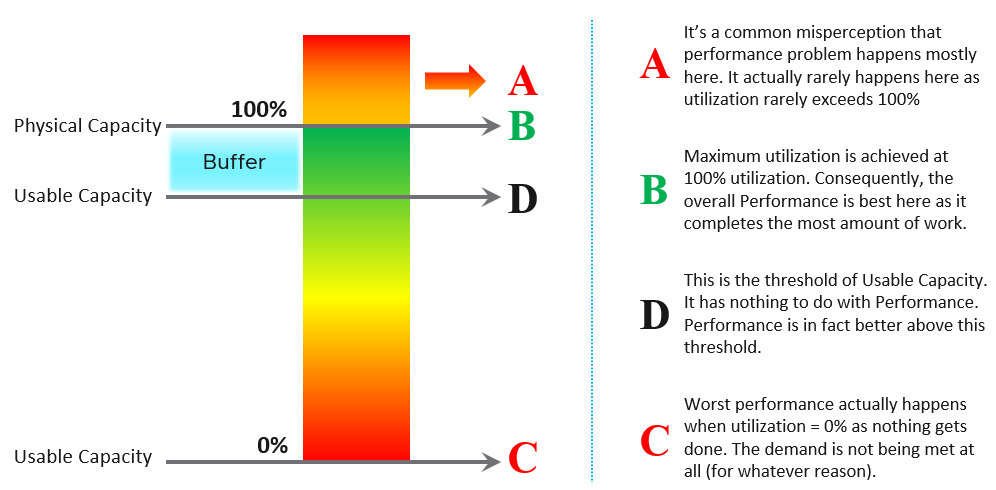 100%
Physical Capacity
Buffer
Usable Capacity
0%
Usable Capacity
A
B
D
C
A
It's a common misperception that
performance problem happens mostly
here. It actually rarely happens here as
utilization rarely exceeds 100%
B
Maximum utilization is achieved at
100% utilization. Consequently, the
overall Performance is best here as it
completes the most amount of work.
D
This is the threshold of Usable Capacity.
It has nothing to do with Performance.
Performance is in fact better above this
threshold.
C
Worst performance actually happens
when utilization = 0% as nothing gets
done. The demand is not being met at
all (for whatever reason).